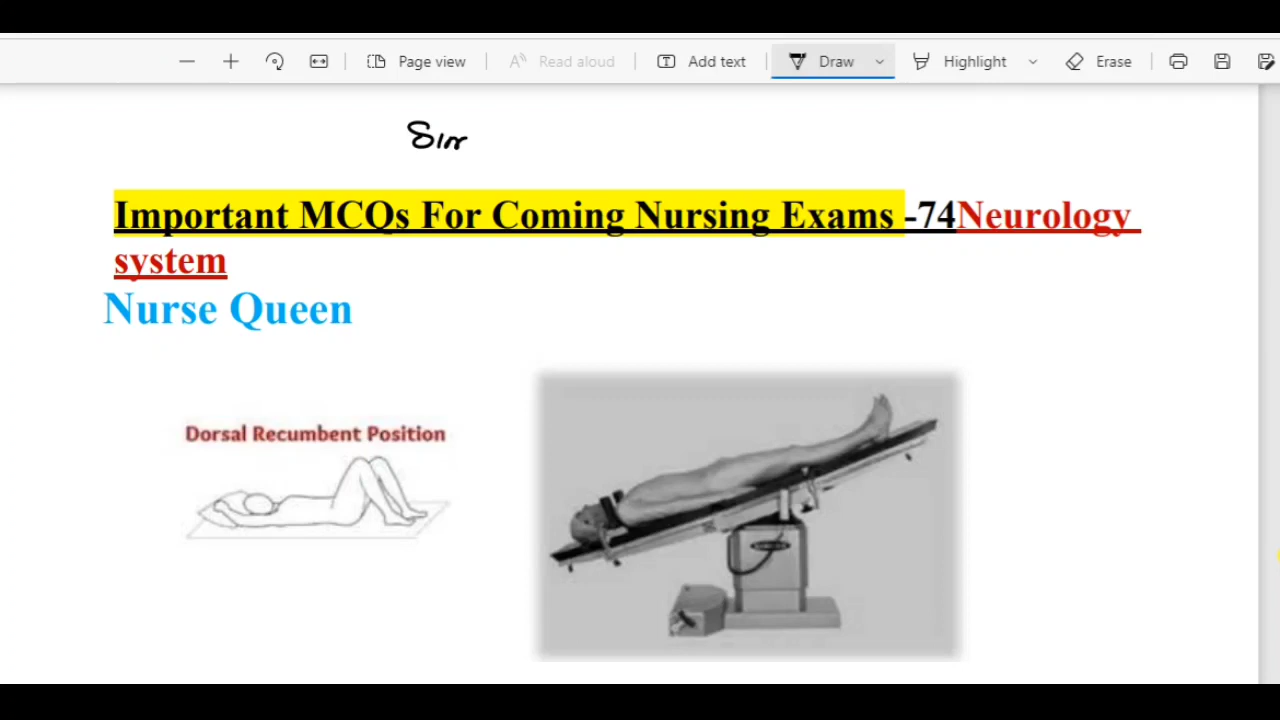 Page view
Read aloud
Add text
Draw
Highlight
Erase
Important MCQs For Coming Nursing Exams -74Neurology
system
Nurse Queen
Dorsal Recumbent Position